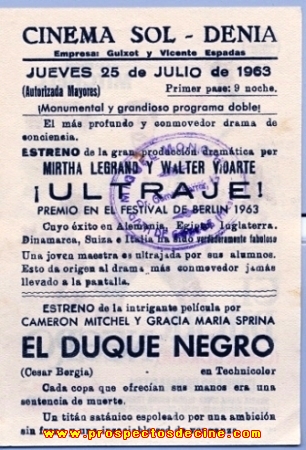 CINEMA SOL - DENIA
Empresa: Guixot y Vicente Espadas
JUEVES 25 de JULIO de 1963
(Autorizada Mayores) Primer pase: 9 noche.
¡Monumental y grandioso programa doble!
El más profundo y conmovedor drama de
conciencia.
ESTRENO de la gran producción dramática por
MIRTHA LEGRAND Y WALTER VIDARTE
¡ULTRAJE!
PREMIO EN EL FESTIVAL DE BERLIN 1963
Cuyo éxito en Alemania, Egipto, Inglaterra.
Dinamarca, Suiza e Italia ha sido verdaderamente fabuloso
Una joven maestra es ultrajada por sus alumnos.
Esto da origen al drama más conmovedor jamás
llevado a la pantalla.
ESTRENO de la intrigante película por
CAMERON MITCHEL Y GRACIA MARIA SPRINA
EL DUQUE NEGRO
(Cesar Bergia) en Technicolor
Cada copa que ofrecían sus manos era una
sentencia de muerte.
Un titán satánico espoleado por una ambición
sin
www.prospectosdecine.com